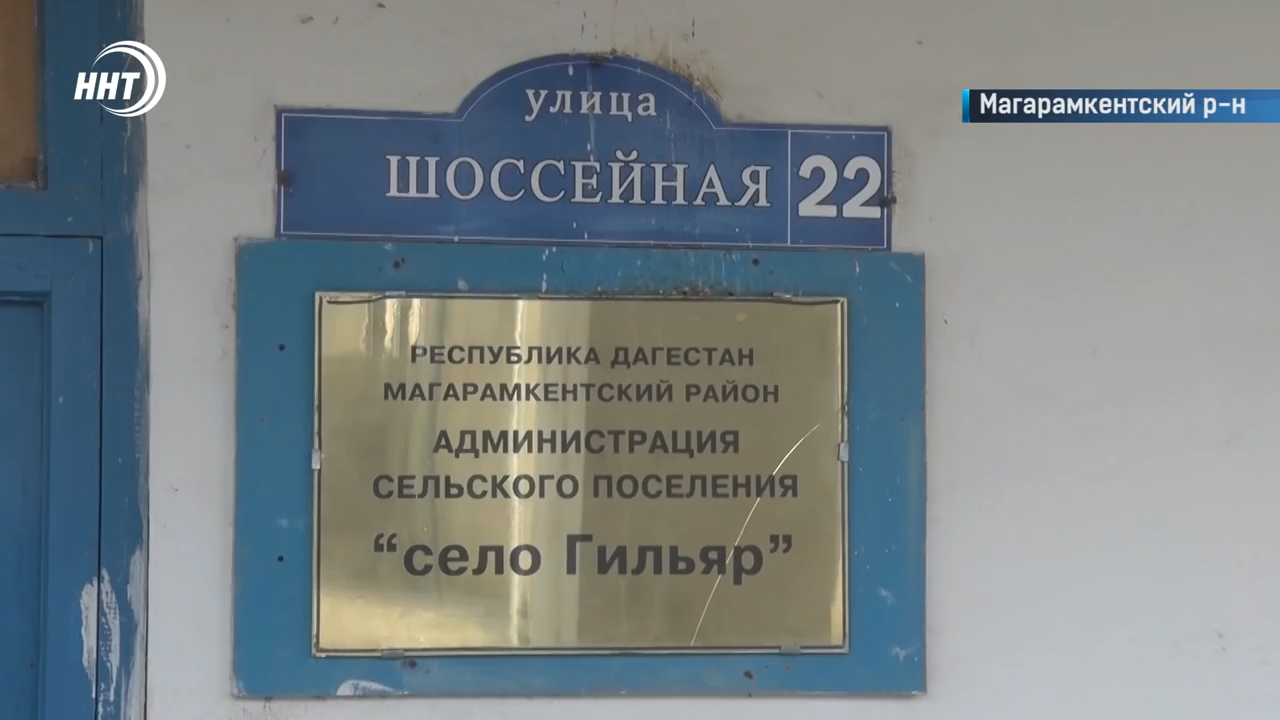 ННТ
Магарамкентский р-н
улица
ШОССЕЙНАЯ 22
РЕСПУБЛИКА ДАГЕСТАН
МАГАРАМКЕНТСКИЙ РАЙОН
АДМИНИСТРАЦИЯ
СЕЛЬСКОГО ПОСЕЛЕНИЯ
“село Гильяр”